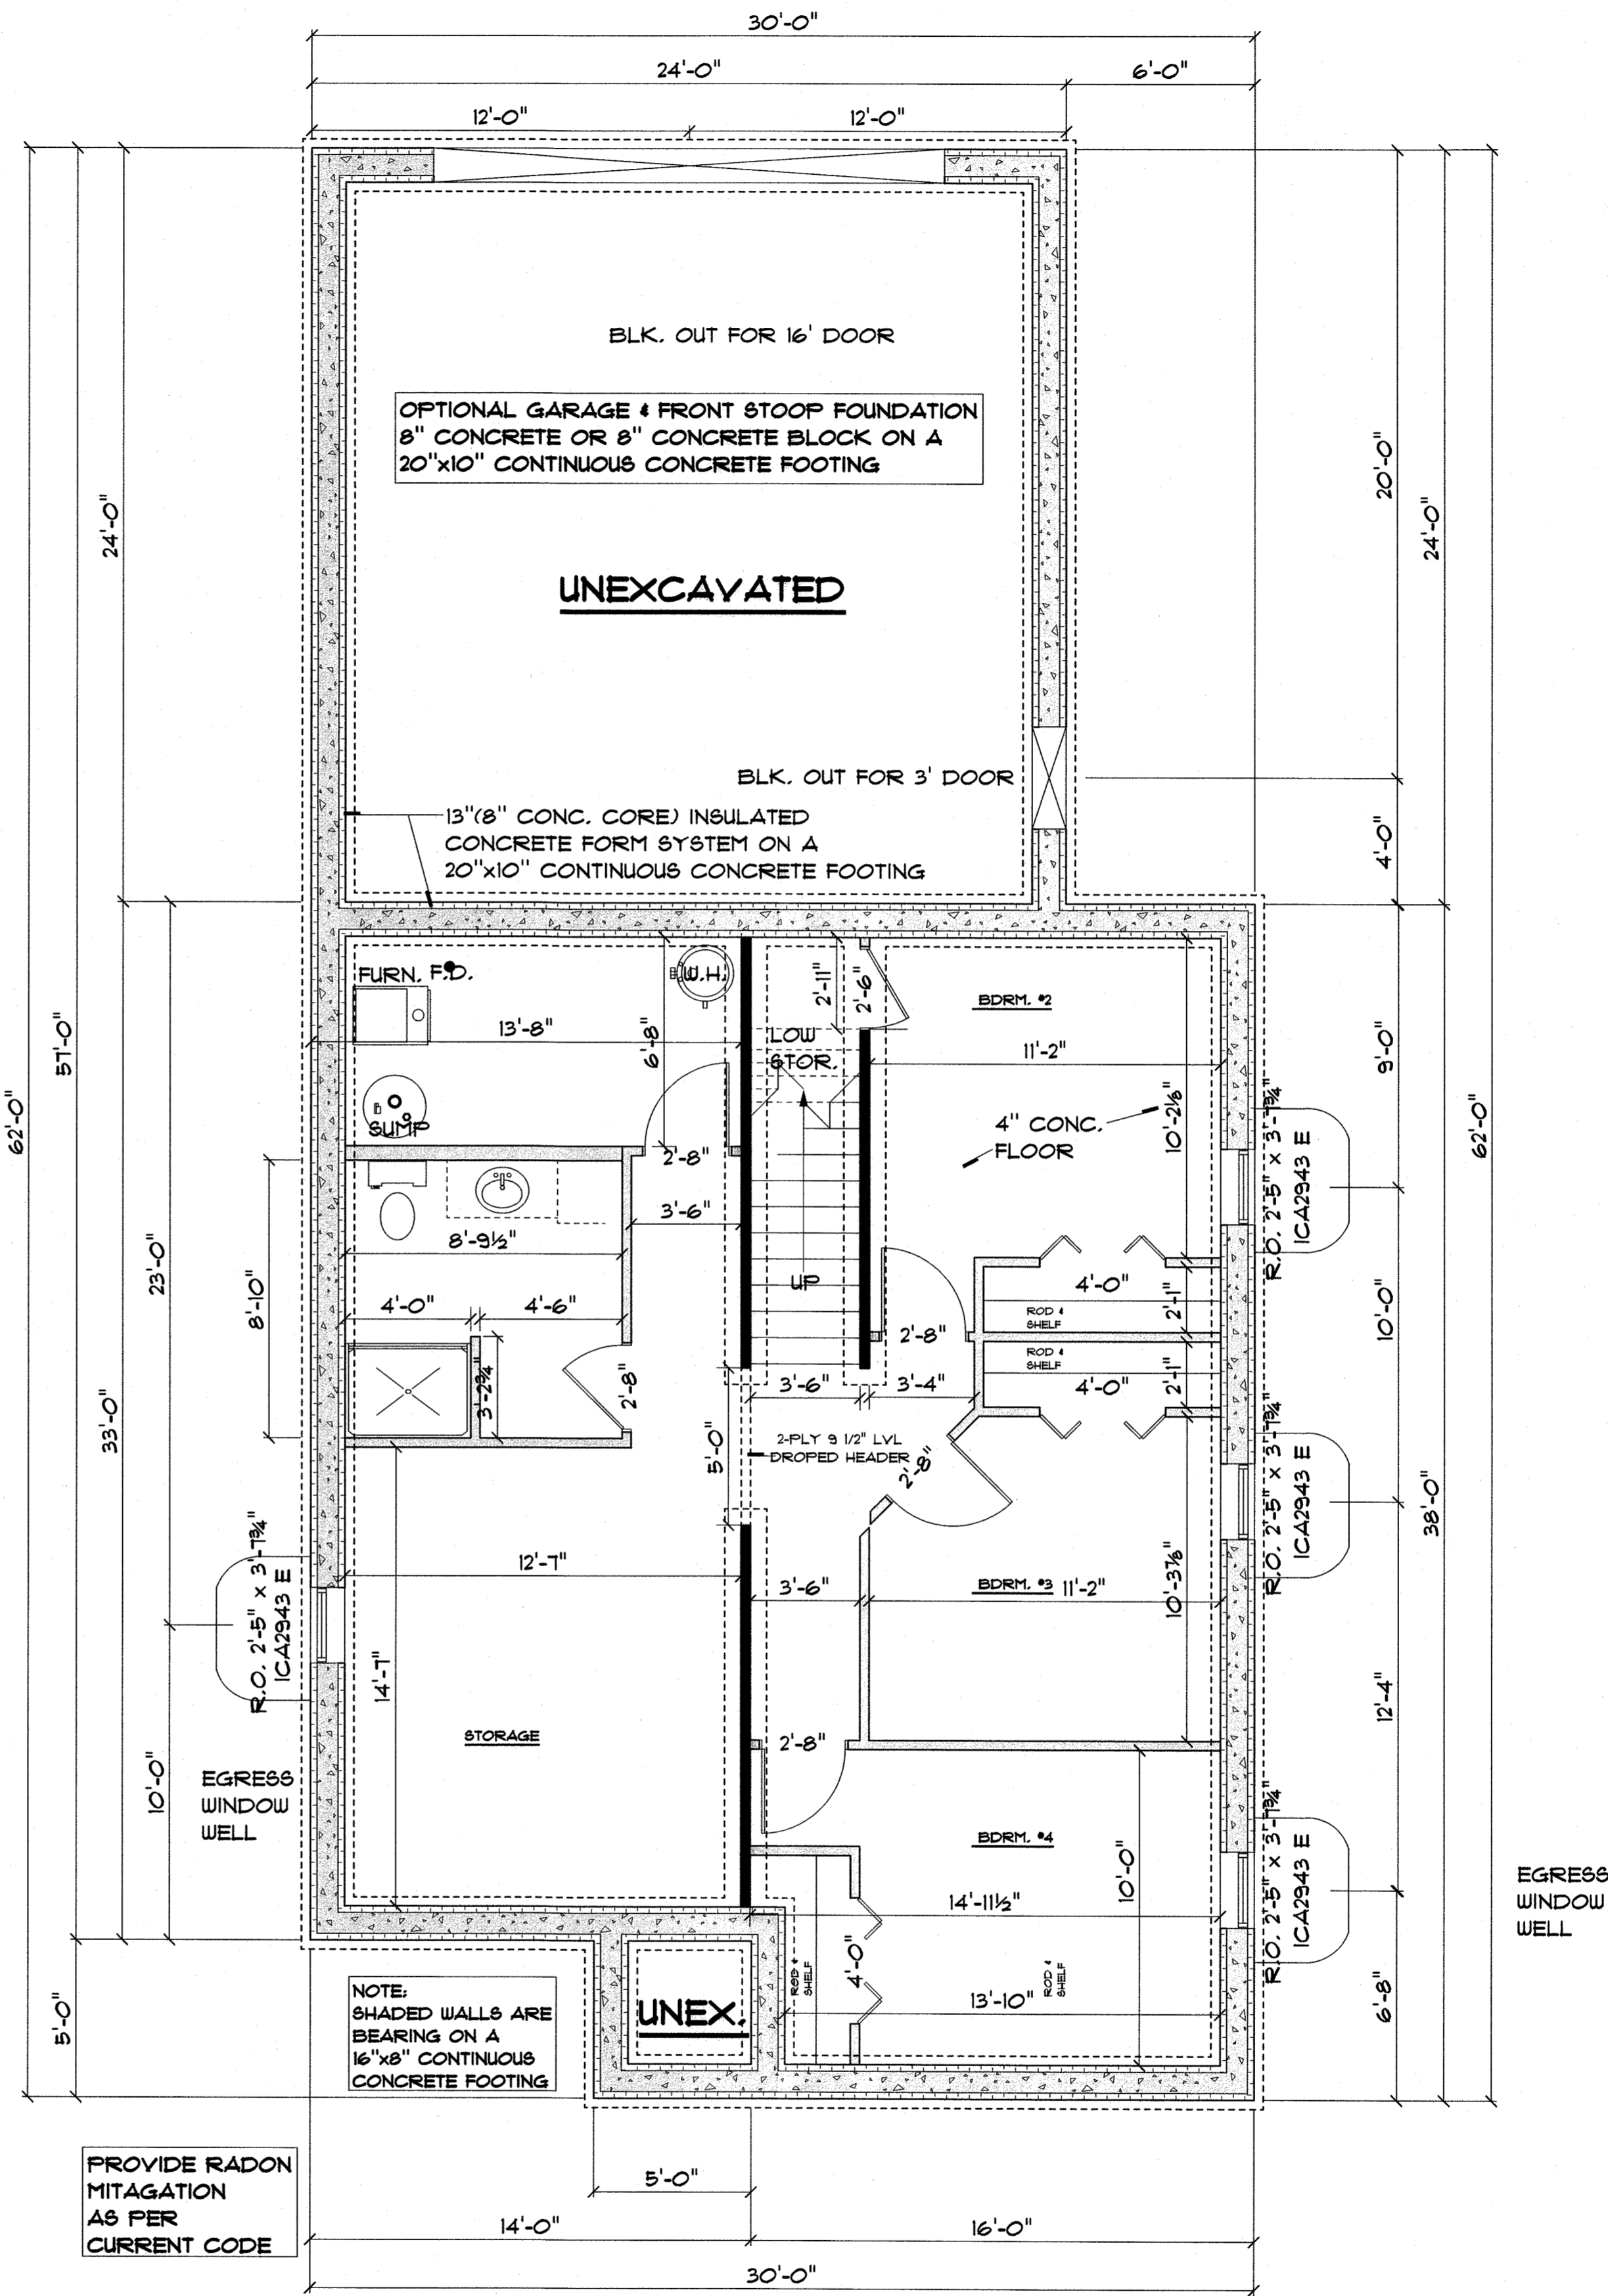 30'-0"
24'-0"
6'-0"
12'-0"
12'-0"
BLK. OUT FOR 16' DOOR
OPTIONAL GARAGE & FRONT STOOP FOUNDATION
8" CONCRETE OR 8" CONCRETE BLOCK ON A
20"x10" CONTINUOUS CONCRETE FOOTING
20'-0"
24'-0"
24'-0"
UNEXCAVATED
BLK. OUT FOR 3' DOOR
13"(8" CONC. CORE) INSULATED
CONCRETE FORM SYSTEM ON A
20"x10" CONTINUOUS CONCRETE FOOTING
4'-0"
FURN.
F.D.
W.H.
2'-11"
2'-6"
BDRM. #2
13'-8"
6'-8"
LOW
STOR.
11'-2"
9'-0"
57'-0"
62'-0"
62'-0"
SUMP
4" CONC.
FLOOR
10'-2⅛"
R.O. 2'-5" x 3'-7¾"
ICA2943 E
2'-8"
3'-6"
8'-9½"
23'-0"
8'-10"
4'-0"
4'-6"
UP
4'-0"
2'-1"
ROD &
SHELF
10'-0"
2'-8"
ROD &
SHELF
4'-0"
2'-1"
3'-2¾"
2'-8"
3'-6"
3'-4"
33'-0"
5'-0"
2-PLY 9 1/2" LVL
DROPED HEADER
2'-8"
R.O. 2'-5" x 3'-7¾"
ICA2943 E
38'-0"
12'-7"
R.O. 2'-5" x 3'-7¾"
ICA2943 E
3'-6"
BDRM. #3
11'-2"
10'-3⅞"
14'-7"
12'-4"
STORAGE
2'-8"
10'-0"
EGRESS
WINDOW
WELL
BDRM. #4
10'-0"
R.O. 2'-5" x 3'-7¾"
ICA2943 E
EGRESS
WINDOW
WELL
14'-11½"
4'-0"
ROD &
SHELF
ROD &
SHELF
13'-10"
6'-8"
5'-0"
NOTE:
SHADED WALLS ARE
BEARING ON A
16"x8" CONTINUOUS
CONCRETE FOOTING
UNEX.
PROVIDE RADON
MITAGATION
AS PER
CURRENT CODE
5'-0"
14'-0"
16'-0"
30'-0"